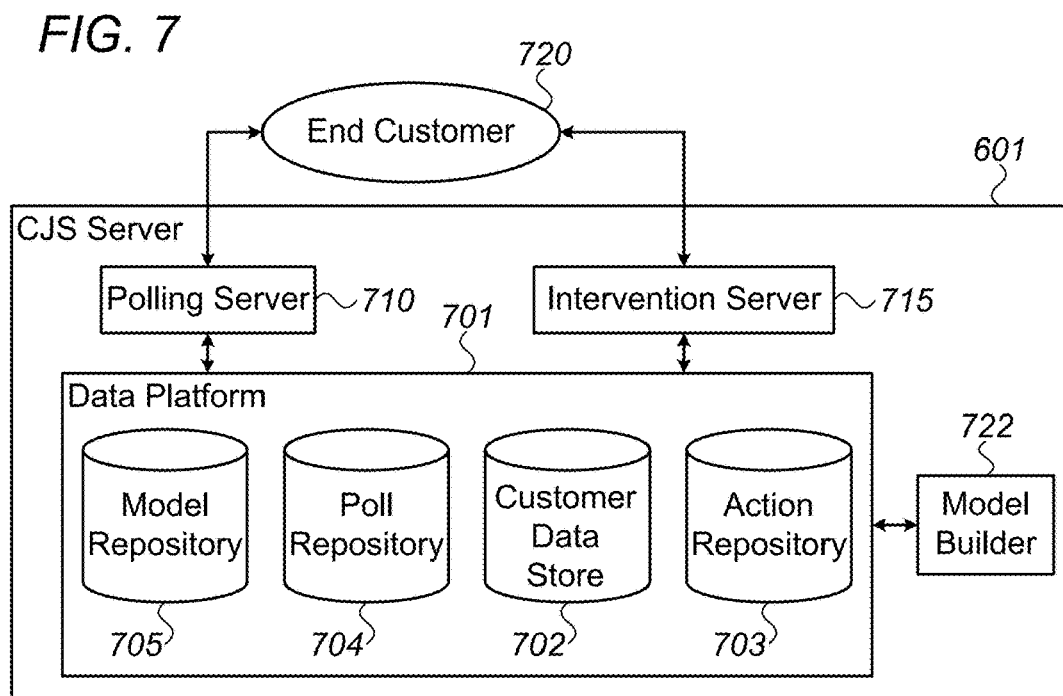 FIG. 7
720
End Customer
601
CJS Server
Polling Server
710
Intervention Server
715
701
Data Platform
722
Model
Repository
Poll
Repository
Customer
Data
Store
Action
Repository
Model
Builder
705
704
702
703